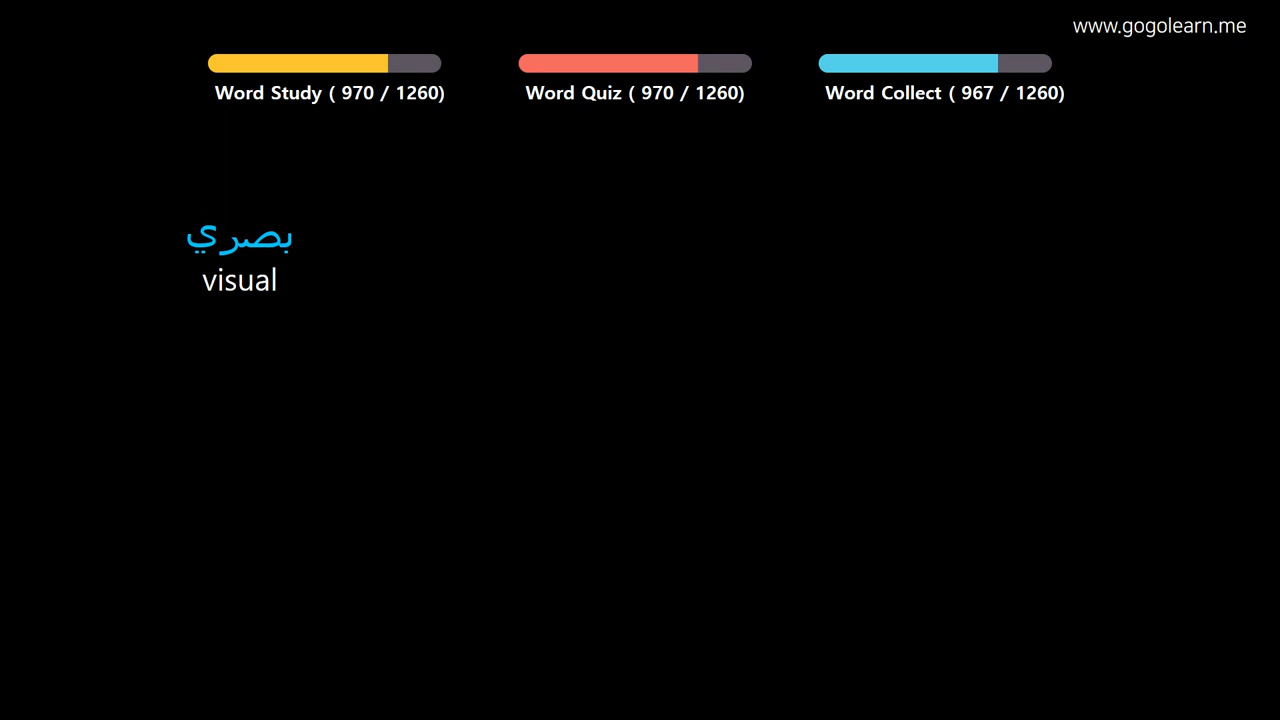 www.gogolearn.me
Word Study ( 970 / 1260)
Word Quiz ( 970 / 1260)
Word Collect ( 967 / 1260)
بصري
visual